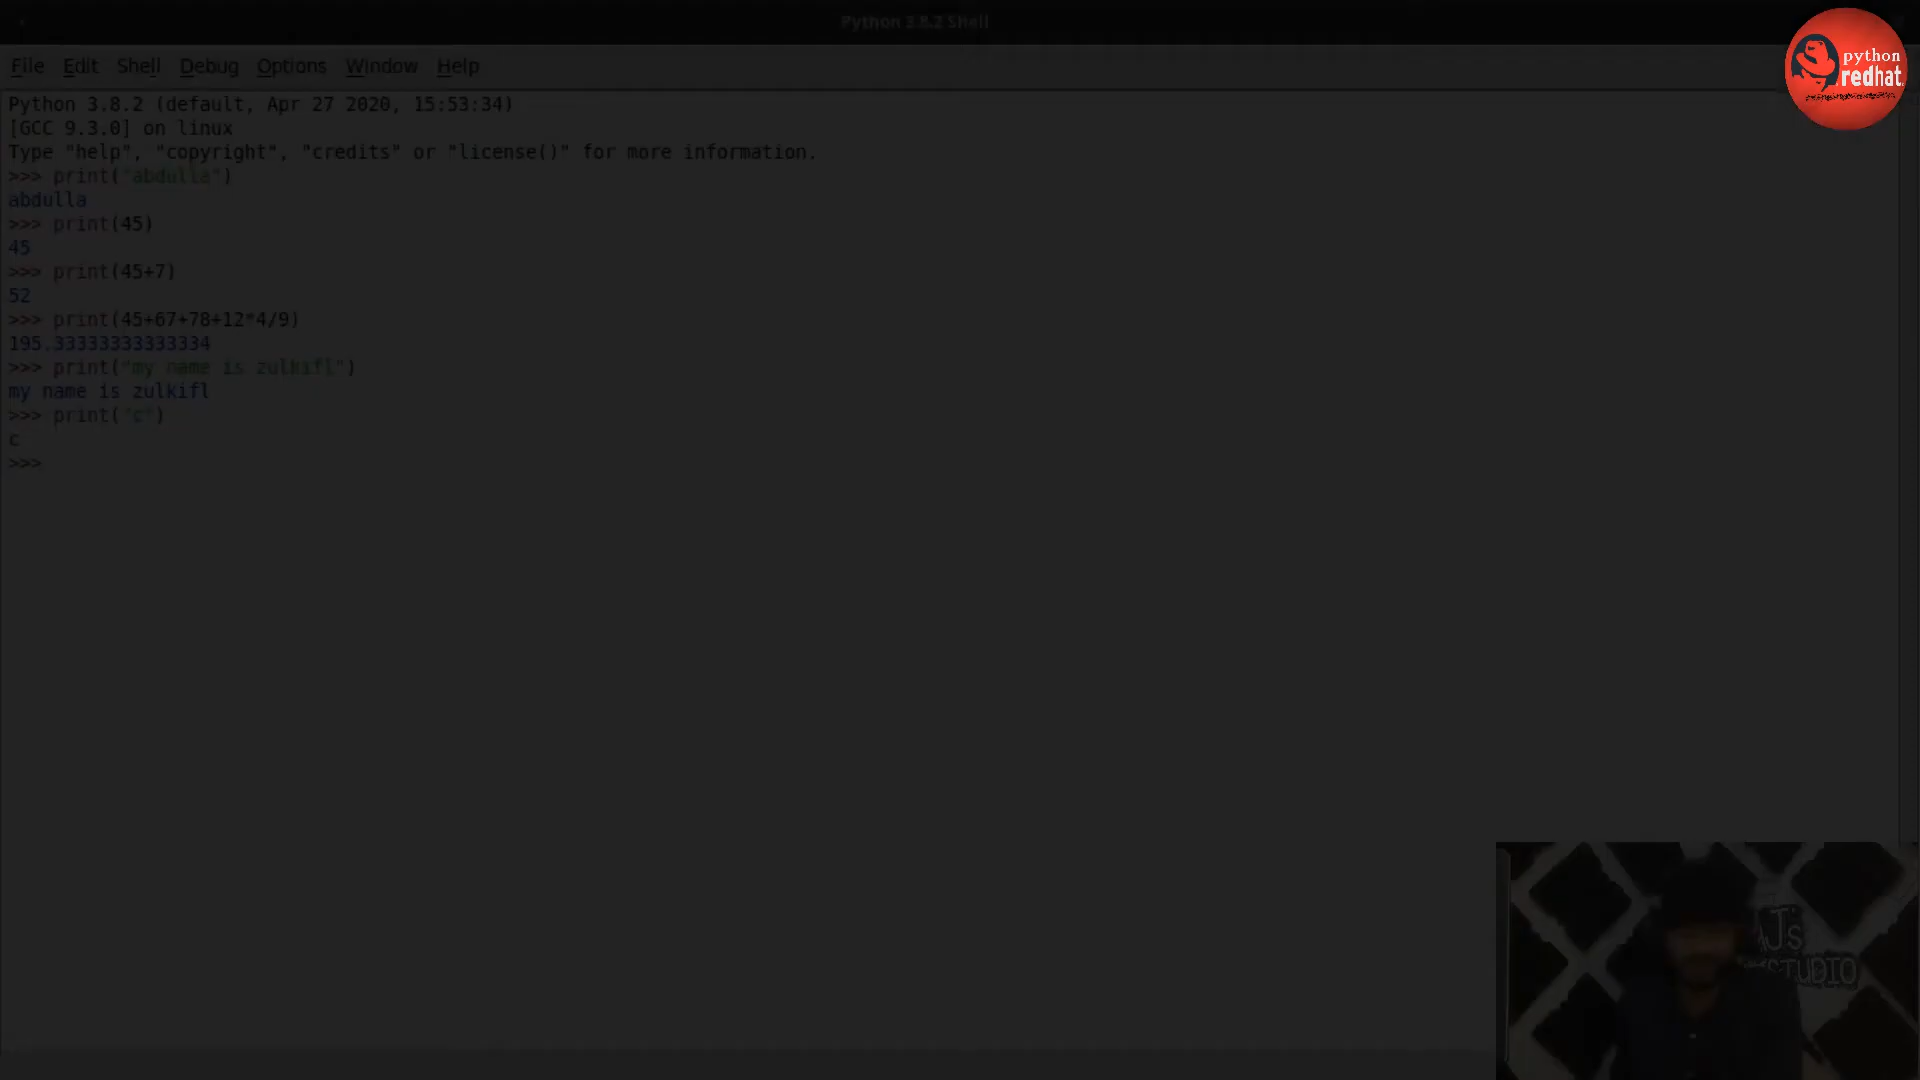 Python 3.8.2 Shell
File Edit Shell Debug Options Window Help
Python 3.8.2 (default, Apr 27 2020, 15:53:34)
[GCC 9.3.0] on linux
Type "help", "copyright", "credits" or "license()" for more information.
>>> print("abdulla")
abdulla
>>> print(45)
45
>>> print(45+7)
52
>>> print(45+67+78+12*4/9)
195.33333333333334
>>> print("my name is zulkifl")
my name is zulkifl
>>> print("c")
c
>>>
python
redhat
AJ's
STUDIO